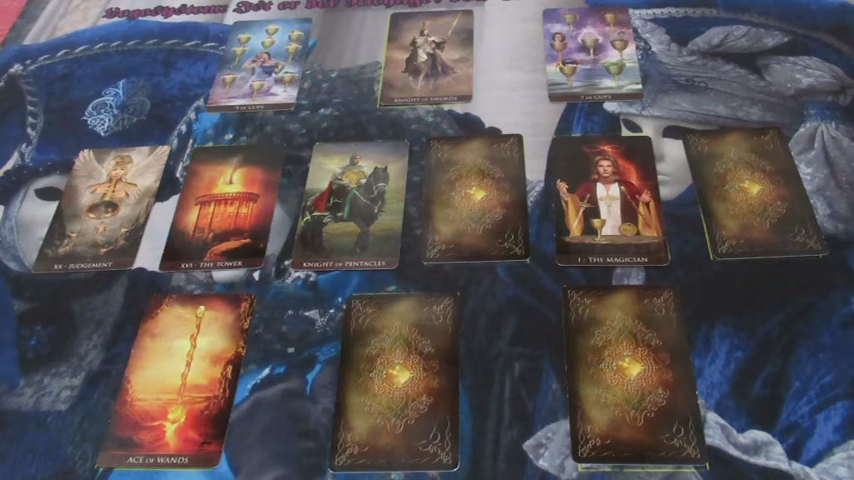 9 OF CUPS
KNIGHT OF SWORDS
7 OF CUPS
XX - JUDGEMENT
XVI - THE TOWER
KNIGHT OF PENTACLES
I - THE MAGICIAN
ACE OF WANDS